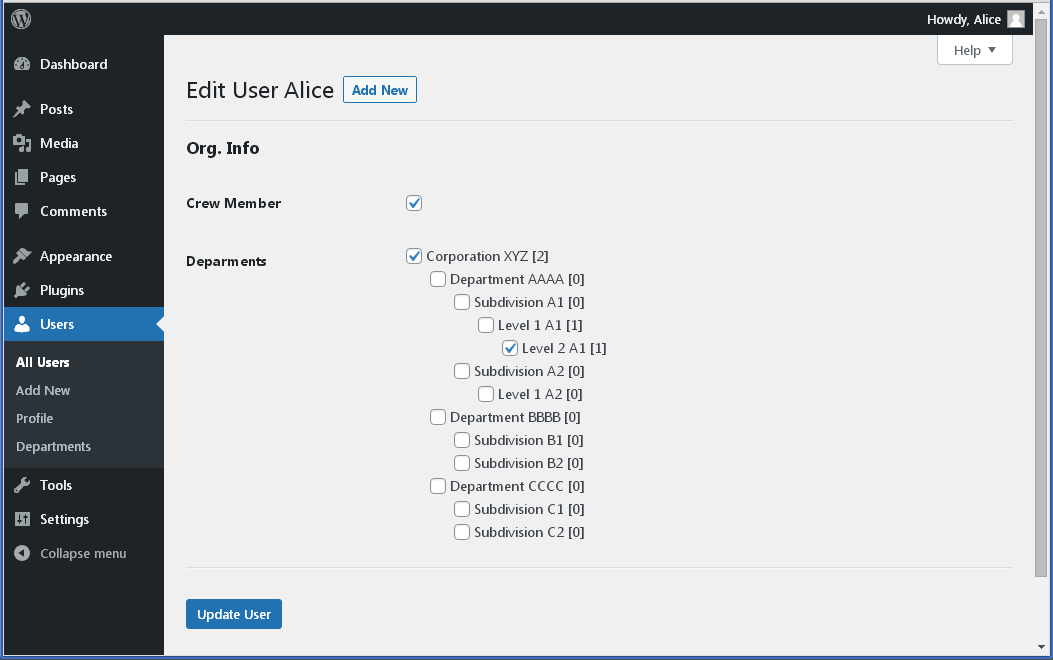 Howdy, Alice
Help ▼
Dashboard
Posts
Media
Pages
Comments
Appearance
Plugins
Users
All Users
Add New
Profile
Departments
Tools
Settings
Collapse menu
Edit User Alice Add New
Org. Info
Crew Member
Deparments
Corporation XYZ [2]
Department AAAA [0]
Subdivision A1 [0]
Level 1 A1 [1]
Level 2 A1 [1]
Subdivision A2 [0]
Level 1 A2 [0]
Department BBBB [0]
Subdivision B1 [0]
Subdivision B2 [0]
Department CCCC [0]
Subdivision C1 [0]
Subdivision C2 [0]
Update User